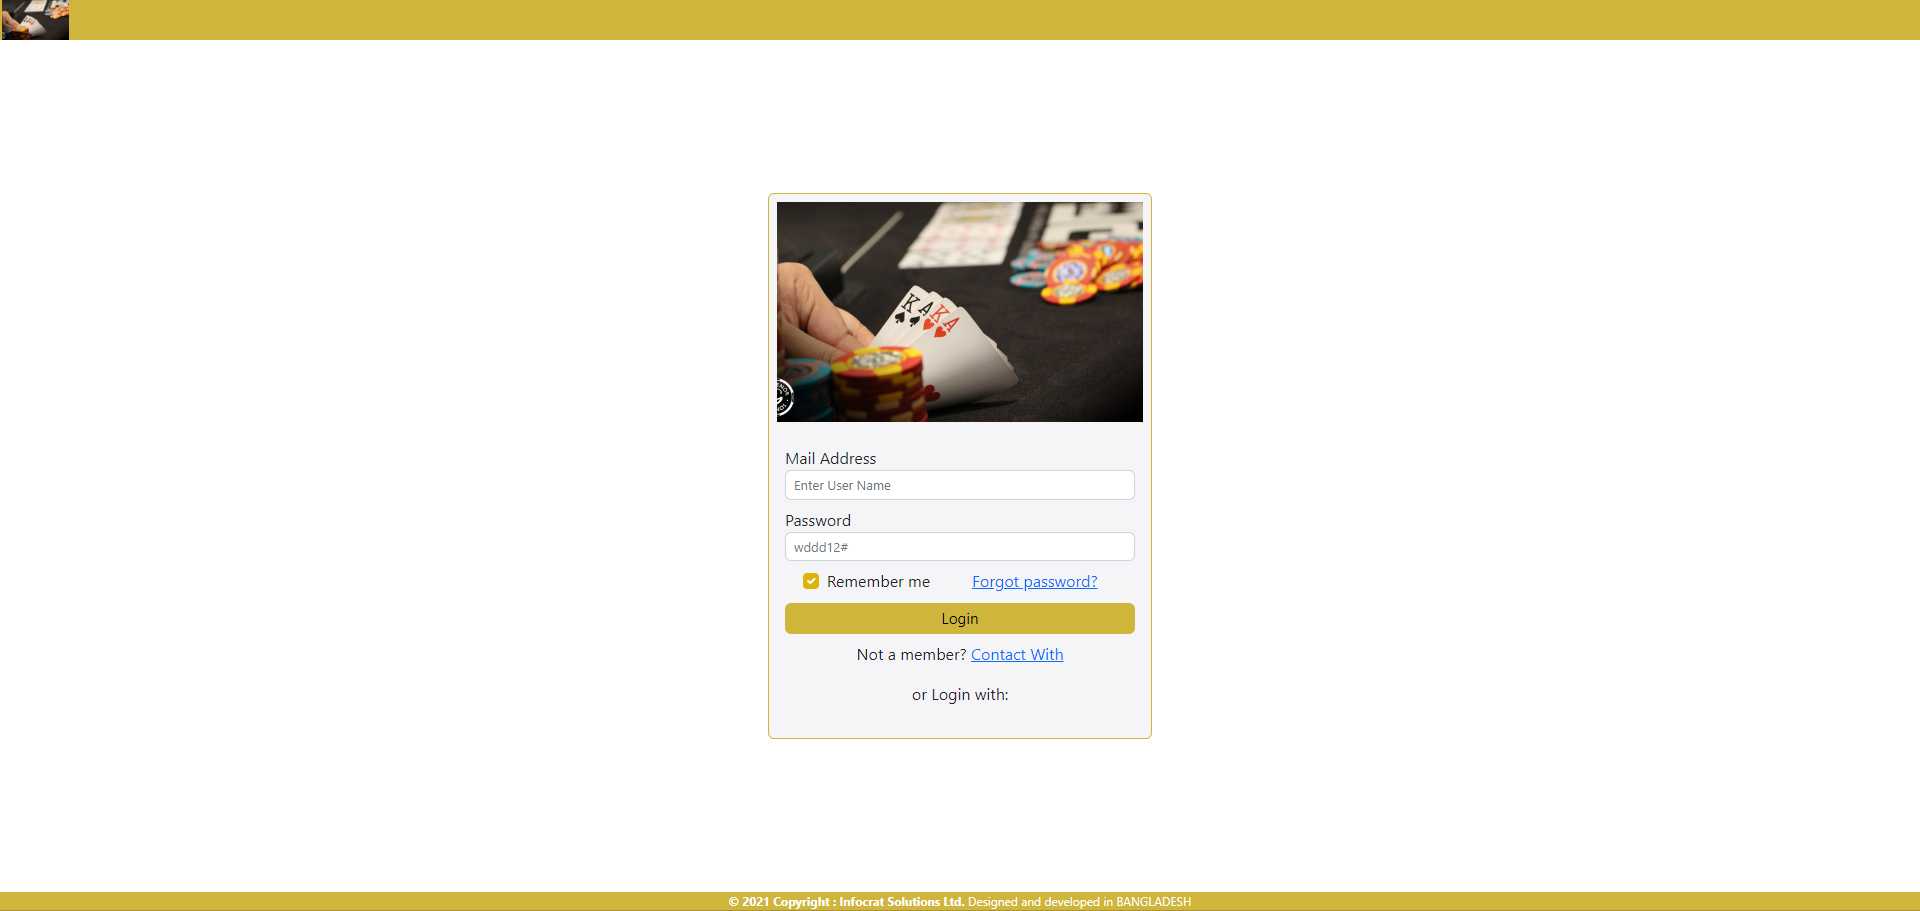 K A K A
Mail Address
Enter User Name
Password
wddd12#
Remember me Forgot password?
Login
Not a member? Contact With
or Login with:
© 2021 Copyright : Infocrat Solutions Ltd. Designed and developed in BANGLADESH